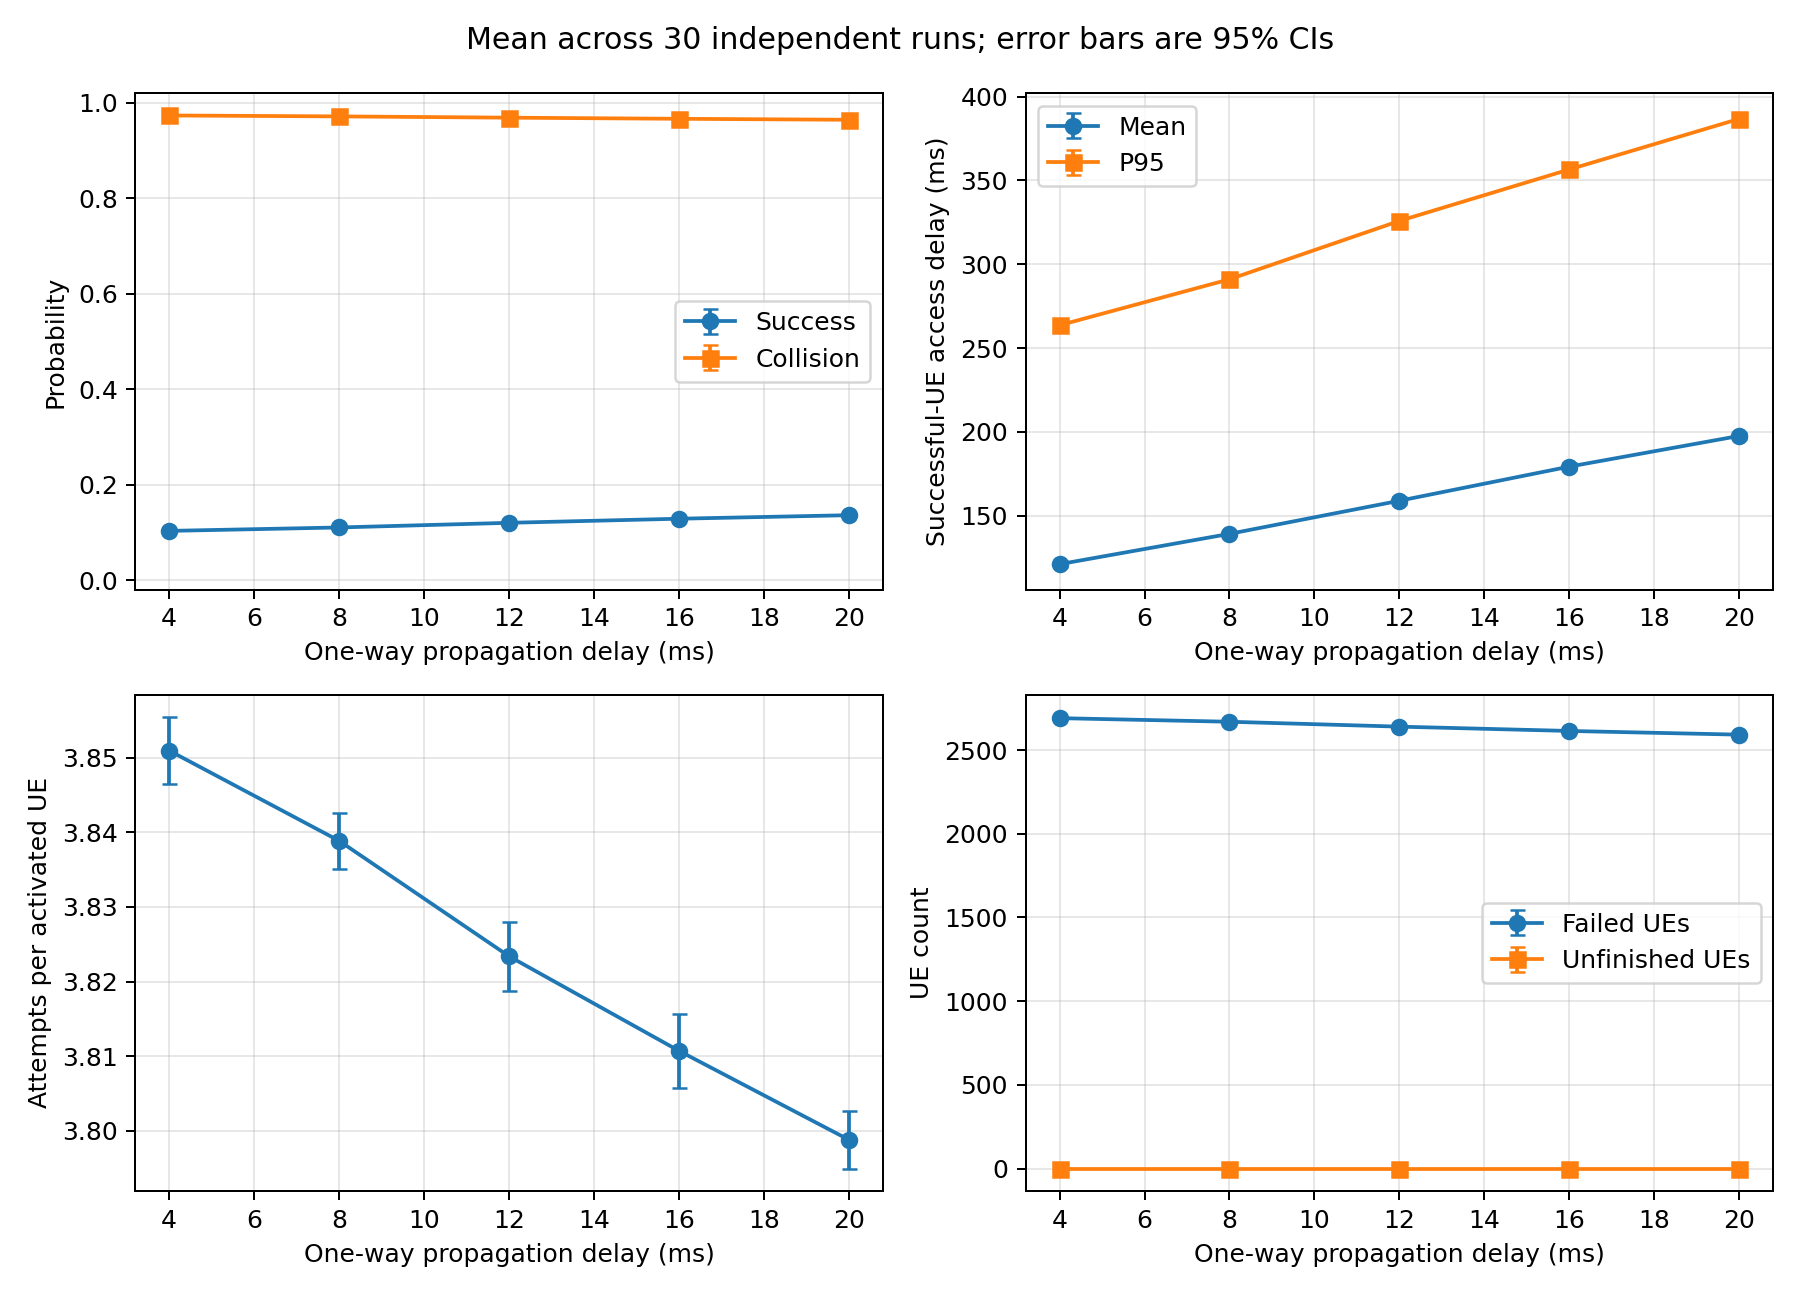 Mean across 30 independent runs; error bars are 95% CIs
Probability
1.0
0.8
0.6
0.4
0.2
0.0
Success
Collision
4 6 8 10 12 14 16 18 20
One-way propagation delay (ms)
Successful-UE access delay (ms)
400
350
300
250
200
150
Mean
P95
4 6 8 10 12 14 16 18 20
One-way propagation delay (ms)
Attempts per activated UE
3.85
3.84
3.83
3.82
3.81
3.80
4 6 8 10 12 14 16 18 20
One-way propagation delay (ms)
UE count
2500
2000
1500
1000
500
0
Failed UEs
Unfinished UEs
4 6 8 10 12 14 16 18 20
One-way propagation delay (ms)